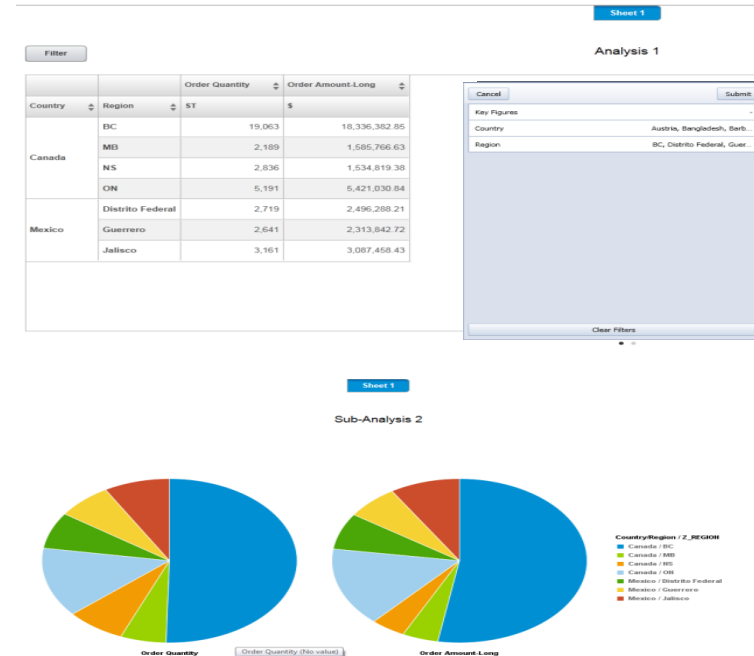 Sheet 1
Filter
Analysis 1
Order Quantity Order Amount-Long
Country Region ST $
Canada
BC 19,063 18,336,382.85
MB 2,189 1,585,766.63
NS 2,836 1,534,819.38
ON 5,191 5,421,030.84
Mexico
Distrito Federal 2,719 2,496,288.21
Guerrero 2,641 2,313,842.72
Jalisco 3,161 3,087,458.43
Cancel Submit
Key Figures -
Country Austria, Bangladesh, Barb...
Region BC, Distrito Federal, Guer...
Clear Filters
Sheet 1
Sub-Analysis 2
Country/Region / Z_REGION
Canada / BC
Canada / MB
Canada / NS
Canada / ON
Mexico / Distrito Federal
Mexico / Guerrero
Mexico / Jalisco
Order Quantity
Order Quantity (No value)
Order Amount-Long